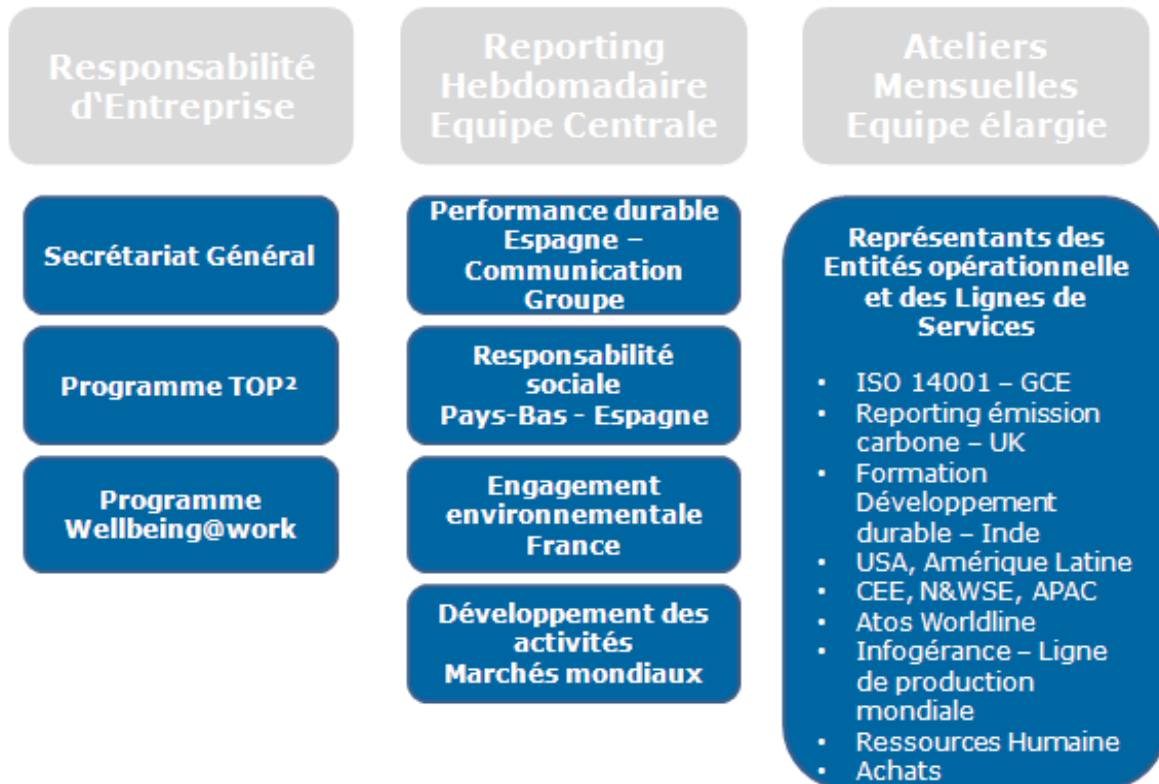 Responsabilité
d'Entreprise
Secrétariat Général
Programme TOP²
Programme
Wellbeing@work
Reporting
Hebdomadaire
Equipe Centrale
Performance durable
Espagne –
Communication
Groupe
Responsabilité
sociale
Pays-Bas - Espagne
Engagement
environnementale
France
Développement des
activités
Marchés mondiaux
Ateliers
Mensuelles
Equipe élargie
Représentants des
Entités opérationnelle
et des Lignes de
Services
• ISO 14001 – GCE
• Reporting émission
carbone – UK
• Formation
Développement
durable – Inde
• USA, Amérique Latine
• CEE, N&WSE, APAC
• Atos Worldline
• Infogérance – Ligne
de production
mondiale
• Ressources Humaine
• Achats